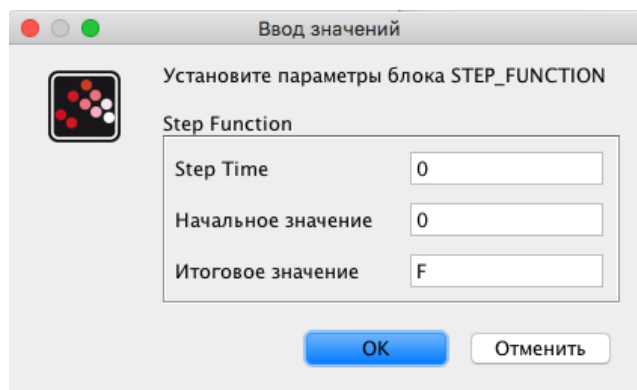 Ввод значений
Установите параметры блока STEP_FUNCTION
Step Function
Step Time 0
Начальное значение 0
Итоговое значение F
OK Отменить